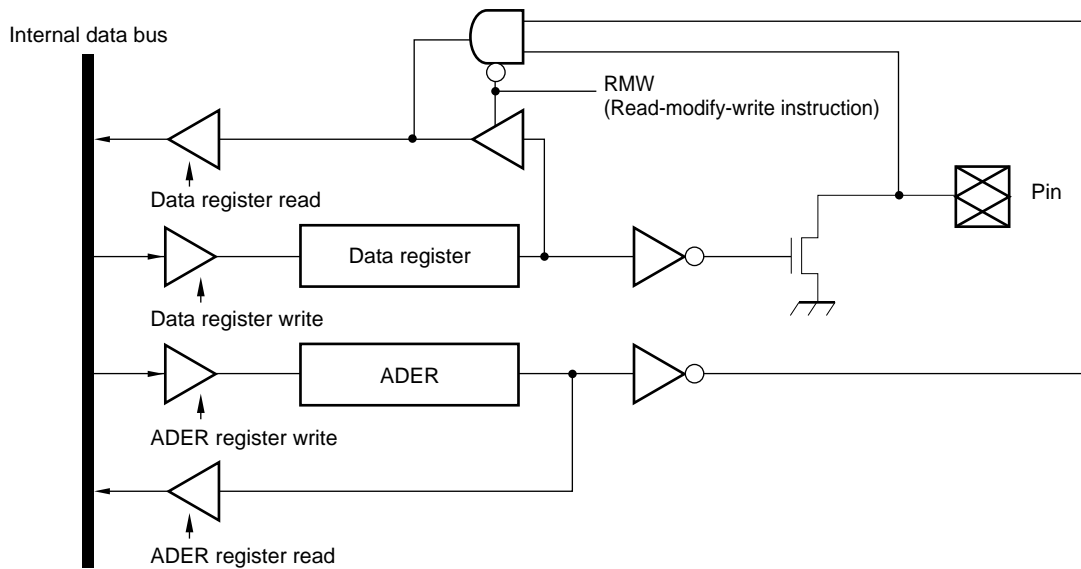 Internal data bus
RMW
(Read-modify-write instruction)
Data register read
Pin
Data register
Data register write
ADER
ADER register write
ADER register read